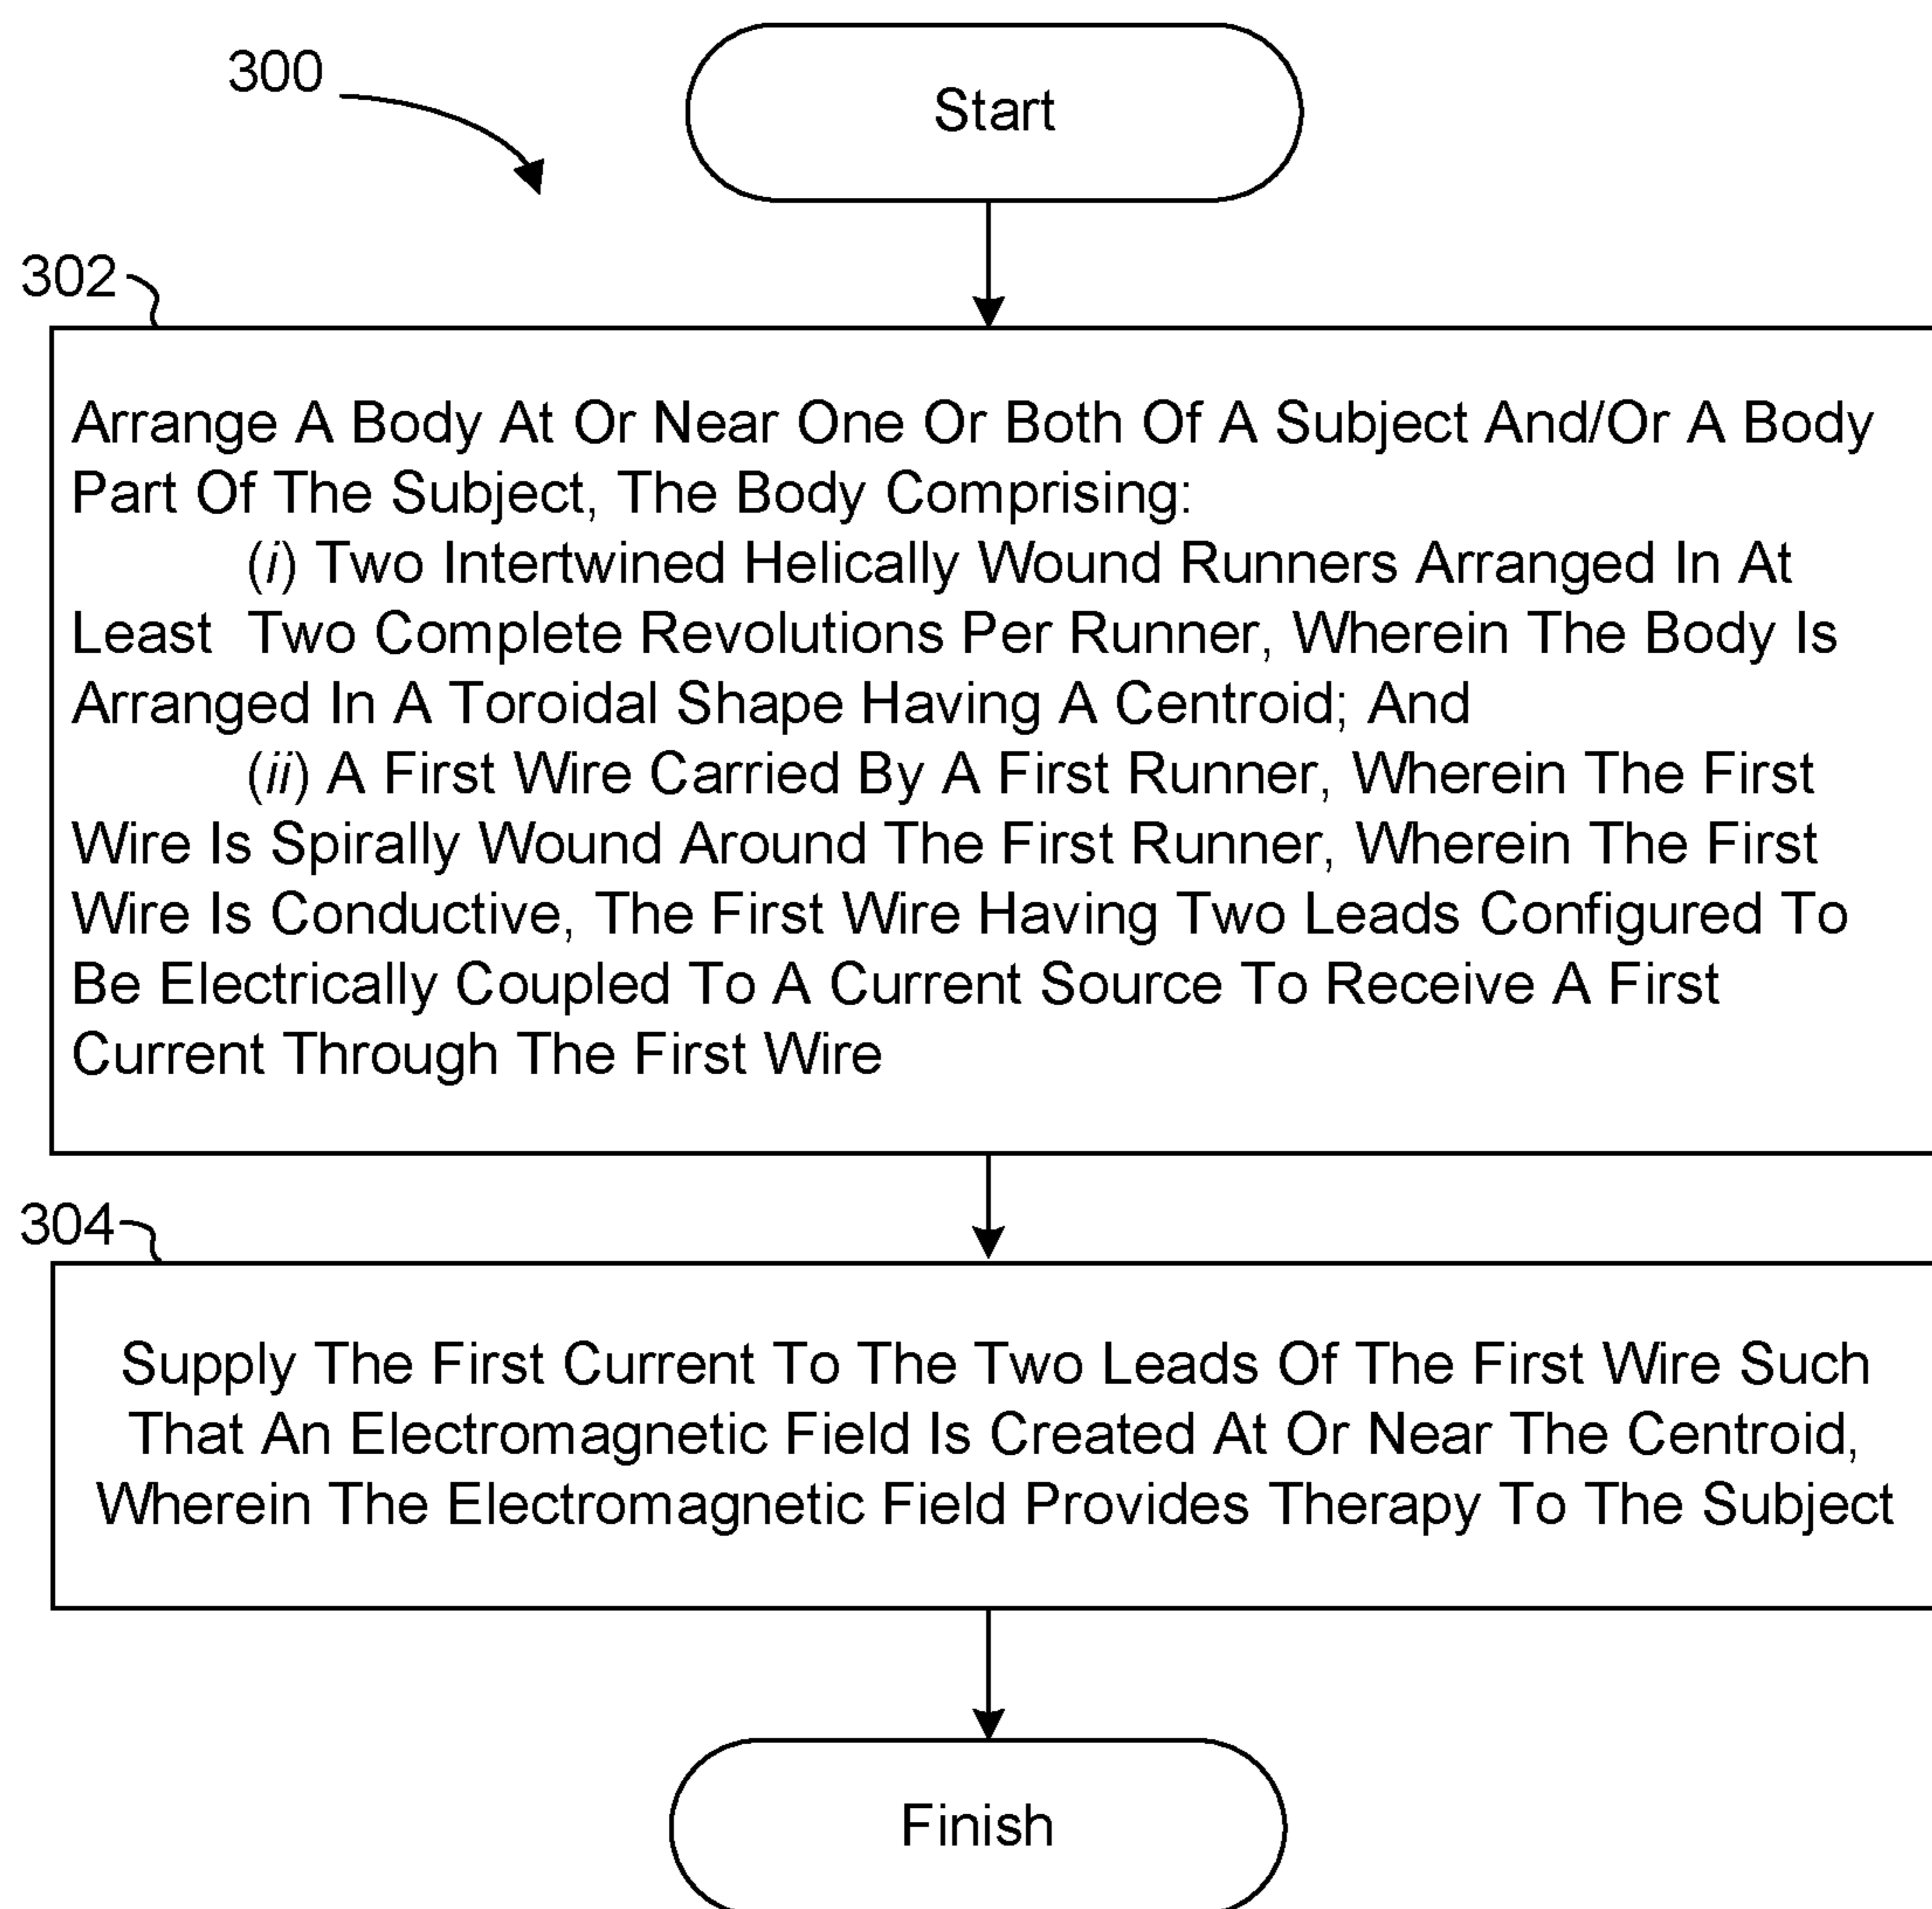 300
Start
302
Arrange A Body At Or Near One Or Both Of A Subject And/Or A Body
Part Of The Subject, The Body Comprising:
(i) Two Intertwined Helically Wound Runners Arranged In At
Least Two Complete Revolutions Per Runner, Wherein The Body Is
Arranged In A Toroidal Shape Having A Centroid; And
(ii) A First Wire Carried By A First Runner, Wherein The First
Wire Is Spirally Wound Around The First Runner, Wherein The First
Wire Is Conductive, The First Wire Having Two Leads Configured To
Be Electrically Coupled To A Current Source To Receive A First
Current Through The First Wire
304
Supply The First Current To The Two Leads Of The First Wire Such
That An Electromagnetic Field Is Created At Or Near The Centroid,
Wherein The Electromagnetic Field Provides Therapy To The Subject
Finish